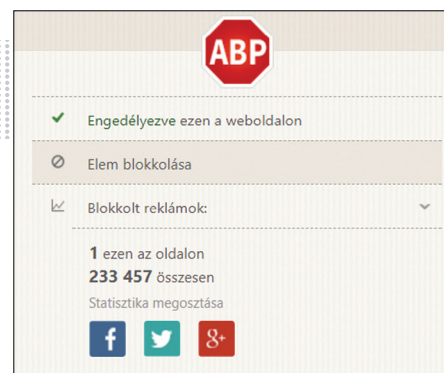 ABP
Engedélyezve ezen a weboldalon
Elem blokkolása
Blokkolt reklámok:
1 ezen az oldalon
233 457 összesen
Statisztika megosztása
f
g+